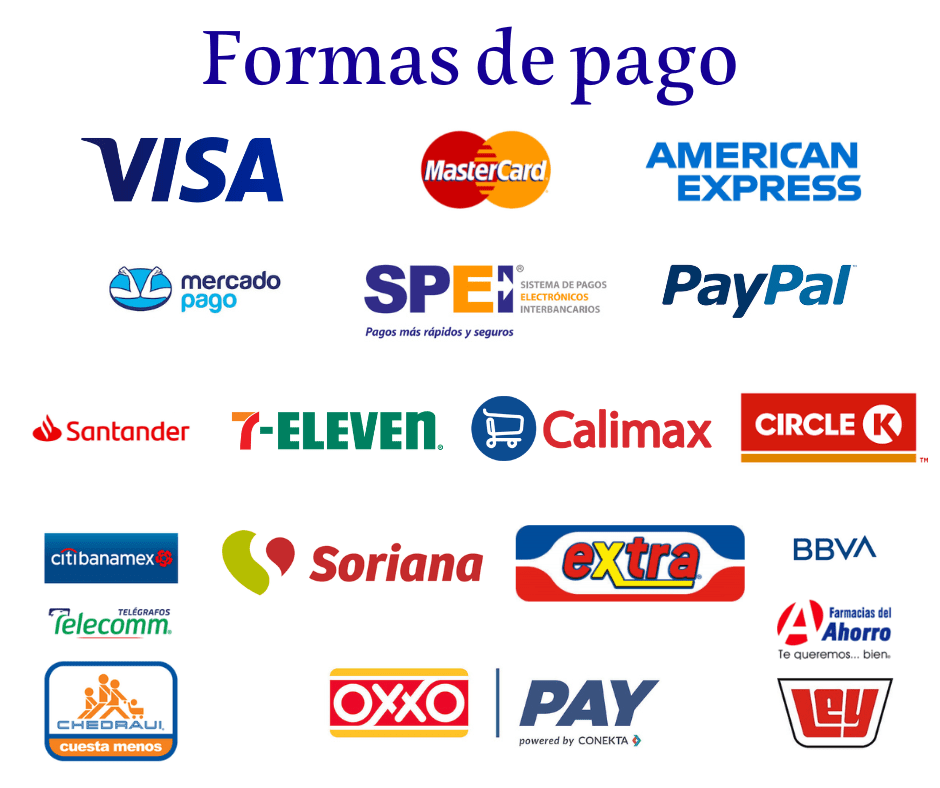 Formas de pago
VISA
MasterCard
AMERICAN
EXPRESS
mercado
pago
SPEI®
SISTEMA DE PAGOS
ELECTRÓNICOS
INTERBANCARIOS
Pagos más rápidos y seguros
PayPal™
Santander
7-ELEVEN®
Calimax
CIRCLE K™
citibanamex
Soriana
extra
BBVA
TELÉGRAFOS
Telecomm®
Farmacias del
Ahorro
Te queremos... bien®
CHEDRAUI
cuesta menos
OXXO
PAY
powered by CONEKTA
Ley